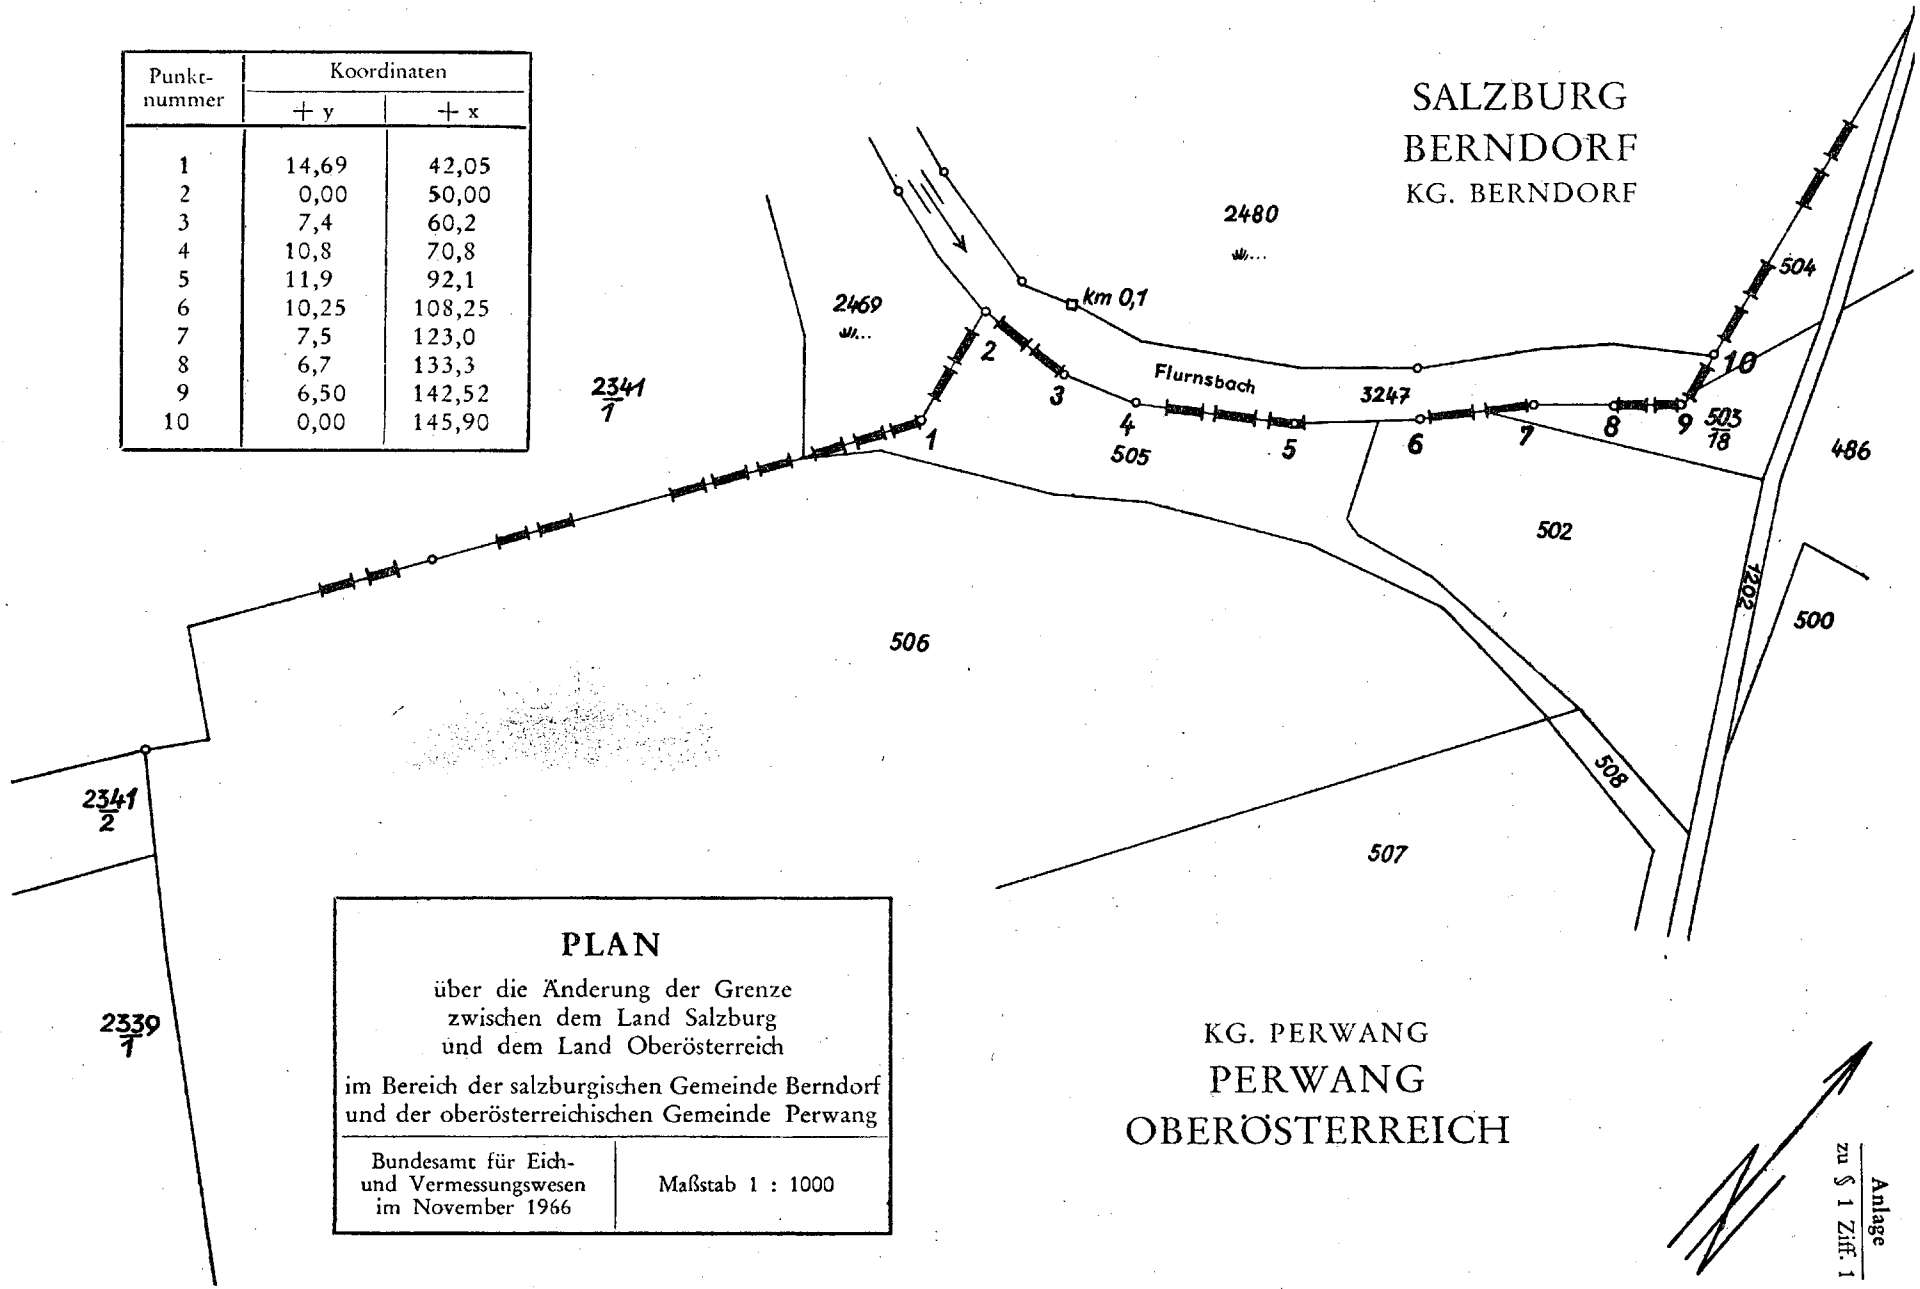 Punkt-
nummer
Koordinaten
+ y + x
1 14,69 42,05
2 0,00 50,00
3 7,4 60,2
4 10,8 70,8
5 11,9 92,1
6 10,25 108,25
7 7,5 123,0
8 6,7 133,3
9 6,50 142,52
10 0,00 145,90
SALZBURG
BERNDORF
KG. BERNDORF
2480
504
km 0,1
2469
2
10
Flurnsbach
2341
1
3
3247
1
4
5
6
7
8
9
503
18
505
486
502
1202
500
506
508
2341
2
507
2339
1
PLAN
über die Änderung der Grenze
zwischen dem Land Salzburg
und dem Land Oberösterreich
im Bereich der salzburgischen Gemeinde Berndorf
und der oberösterreichischen Gemeinde Perwang
Bundesamt für Eich-
und Vermessungswesen
im November 1966
Maßstab 1 : 1000
KG. PERWANG
PERWANG
OBERÖSTERREICH
Anlage
zu § 1 Ziff. 1